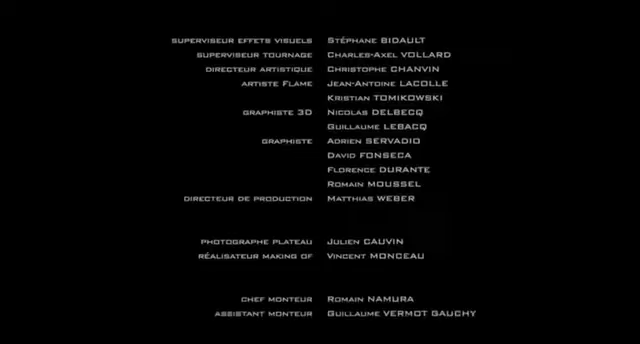 SUPERVISEUR EFFETS VISUELS STÉPHANE BIDAULT
SUPERVISEUR TOURNAGE CHARLES-AXEL VOLLARD
DIRECTEUR ARTISTIQUE CHRISTOPHE CHANVIN
ARTISTE FLAME JEAN-ANTOINE LACOLLE
KRISTIAN TOMIKOWSKI
GRAPHISTE 3D NICOLAS DELBECQ
GUILLAUME LEBACQ
GRAPHISTE ADRIEN SERVADIO
DAVID FONSECA
FLORENCE DURANTE
ROMAIN MOUSSEL
DIRECTEUR DE PRODUCTION MATTHIAS WEBER
PHOTOGRAPHE PLATEAU JULIEN CAUVIN
RÉALISATEUR MAKING OF VINCENT MONCEAU
CHEF MONTEUR ROMAIN NAMURA
ASSISTANT MONTEUR GUILLAUME VERMOT GAUCHY